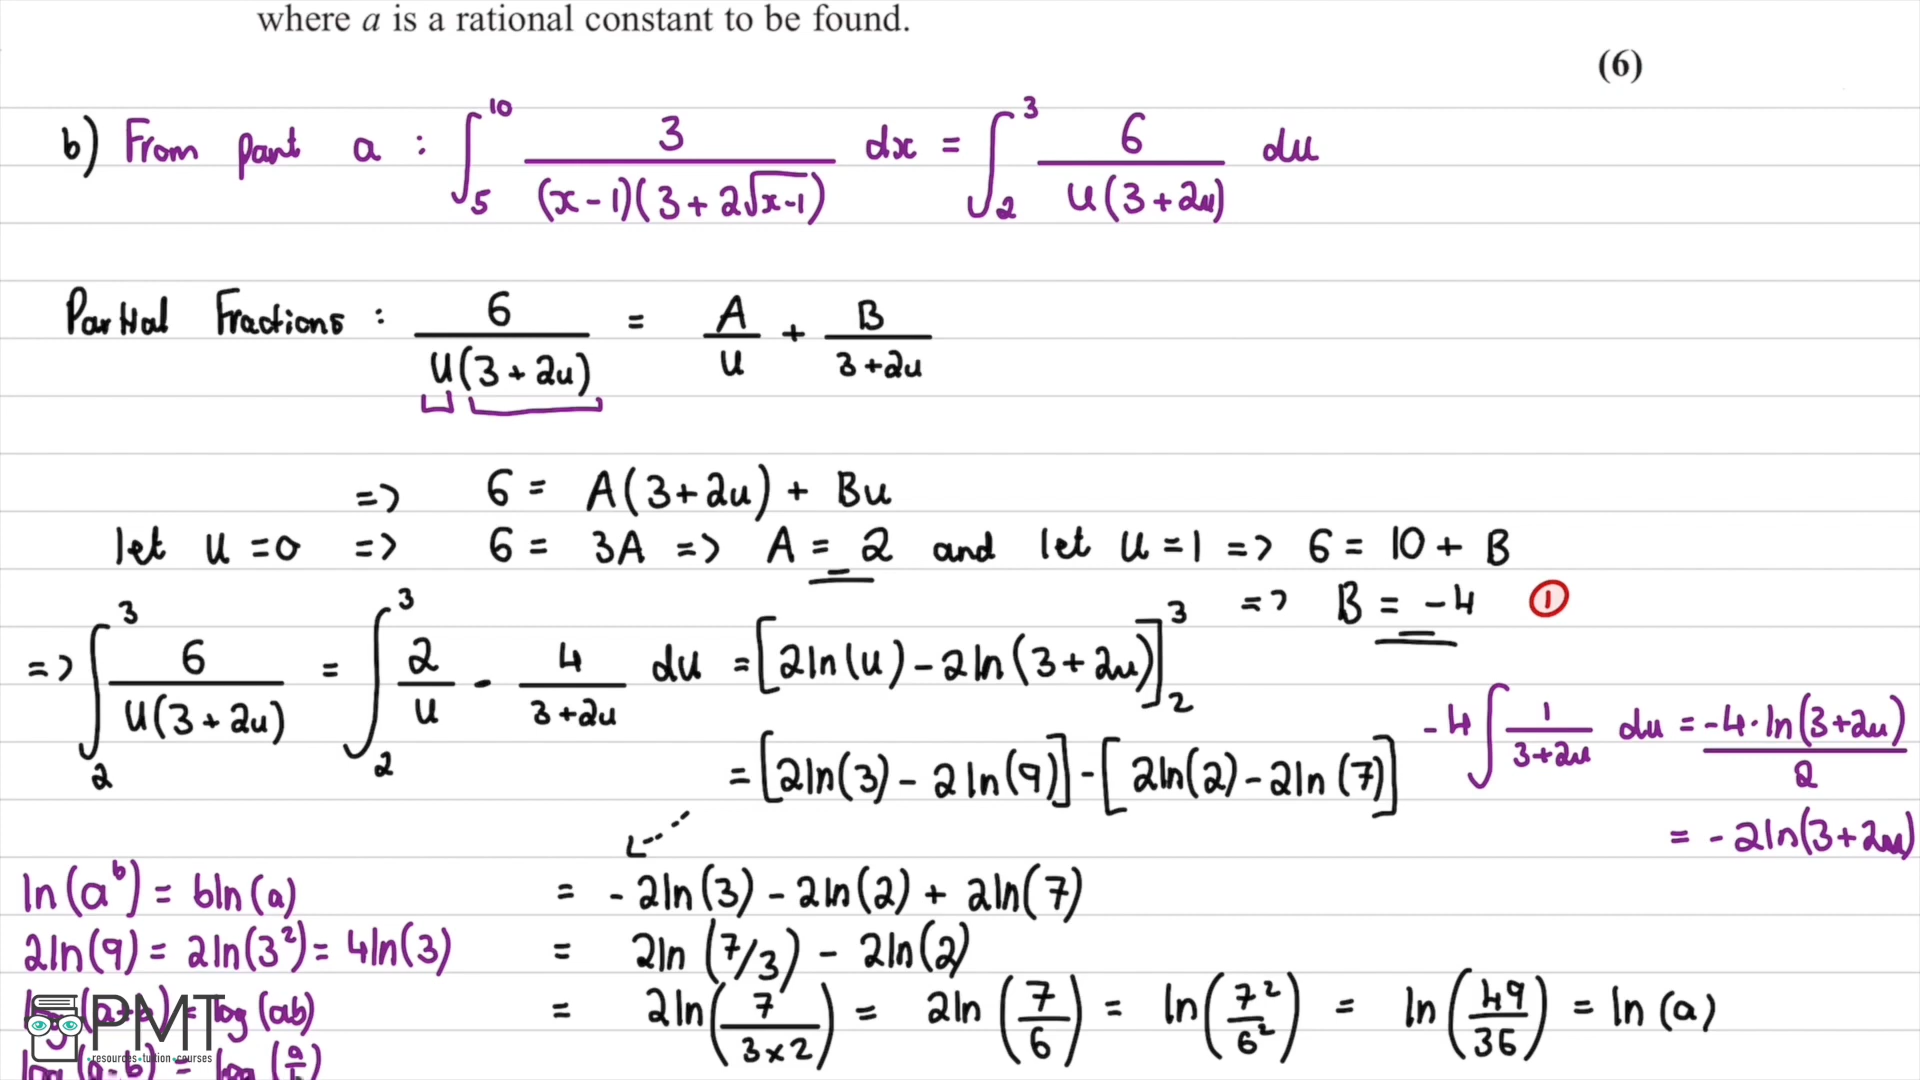 where a is a rational constant to be found.
(6)
b) From part a : ∫₅¹⁰ 3/((x-1)(3+2√(x-1))) dx = ∫₂³ 6/(u(3+2u)) du
Partial Fractions : 6/(u(3+2u)) = A/u + B/(3+2u)
=> 6 = A(3+2u) + Bu
let u=0 => 6 = 3A => A = 2 and let u=1 => 6 = 10 + B
=> B = -4 ①
=> ∫₂³ 6/(u(3+2u)) = ∫₂³ 2/u - 4/(3+2u) du = [2ln(u) - 2ln(3+2u)]₂³
-4∫ 1/(3+2u) du = -4·ln(3+2u)/2
= [2ln(3) - 2ln(9)] - [2ln(2) - 2ln(7)]
= -2ln(3+2u)
ln(aᵇ) = bln(a)
= -2ln(3) - 2ln(2) + 2ln(7)
2ln(9) = 2ln(3²) = 4ln(3)
= 2ln(7/3) - 2ln(2)
= log(ab)
= 2ln(7/(3×2)) = 2ln(7/6) = ln(7²/6²) = ln(49/36) = ln(a)
PMT
resources•tuition•courses